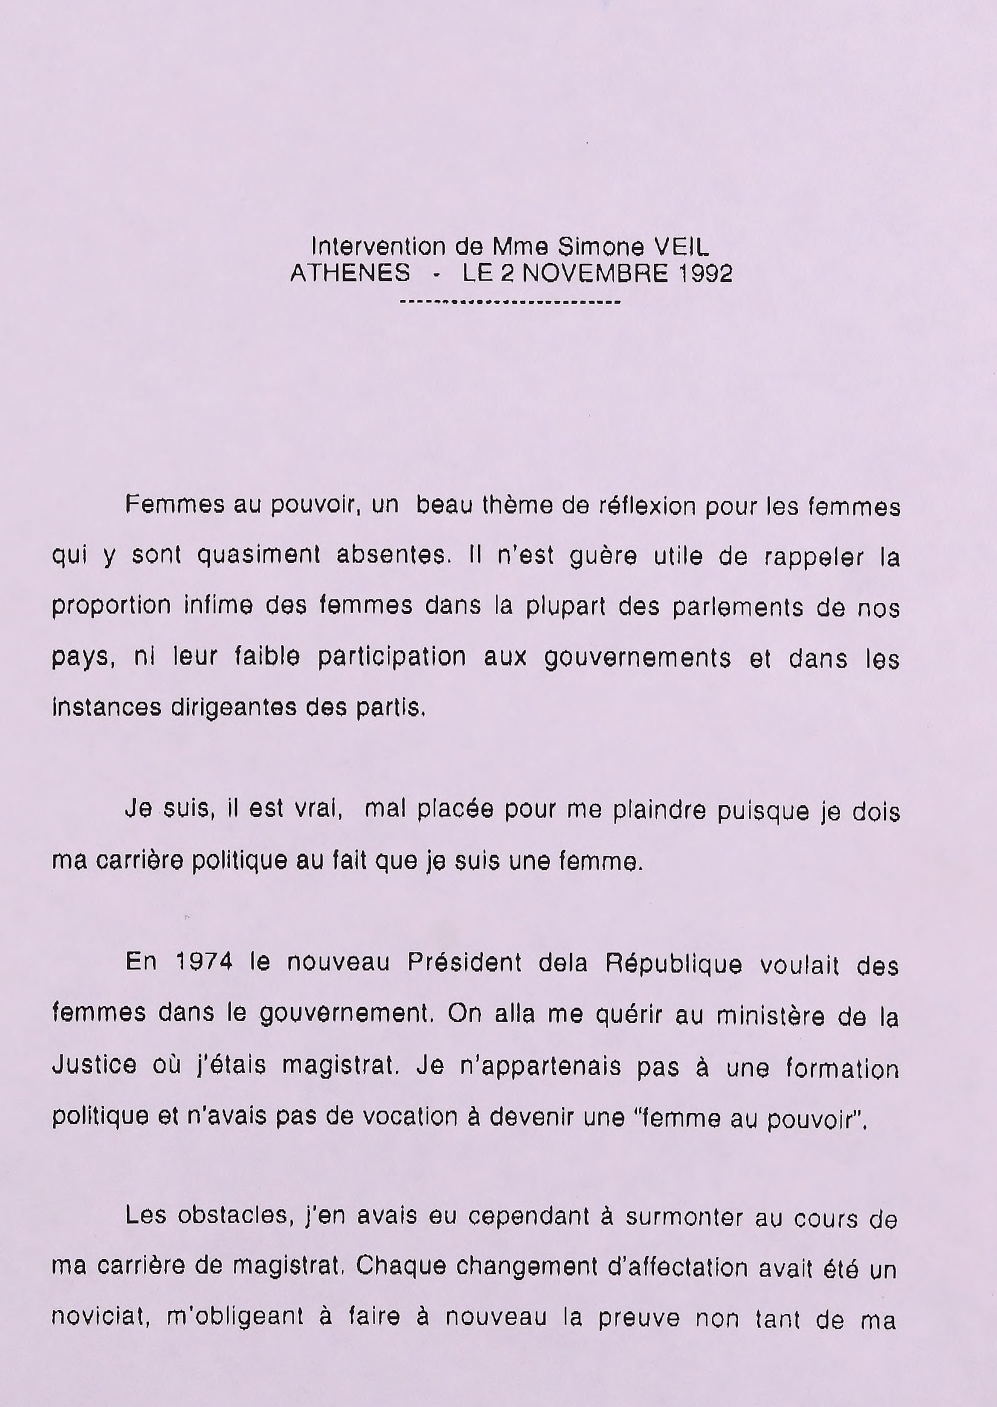 Intervention de Mme Simone VEIL
ATHENES - LE 2 NOVEMBRE 1992
--------------------------
Femmes au pouvoir, un beau thème de réflexion pour les femmes
qui y sont quasiment absentes. Il n'est guère utile de rappeler la
proportion infime des femmes dans la plupart des parlements de nos
pays, ni leur faible participation aux gouvernements et dans les
instances dirigeantes des partis.
Je suis, il est vrai, mal placée pour me plaindre puisque je dois
ma carrière politique au fait que je suis une femme.
En 1974 le nouveau Président dela République voulait des
femmes dans le gouvernement. On alla me quérir au ministère de la
Justice où j'étais magistrat. Je n'appartenais pas à une formation
politique et n'avais pas de vocation à devenir une "femme au pouvoir".
Les obstacles, j'en avais eu cependant à surmonter au cours de
ma carrière de magistrat. Chaque changement d'affectation avait été un
noviciat, m'obligeant à faire à nouveau la preuve non tant de ma